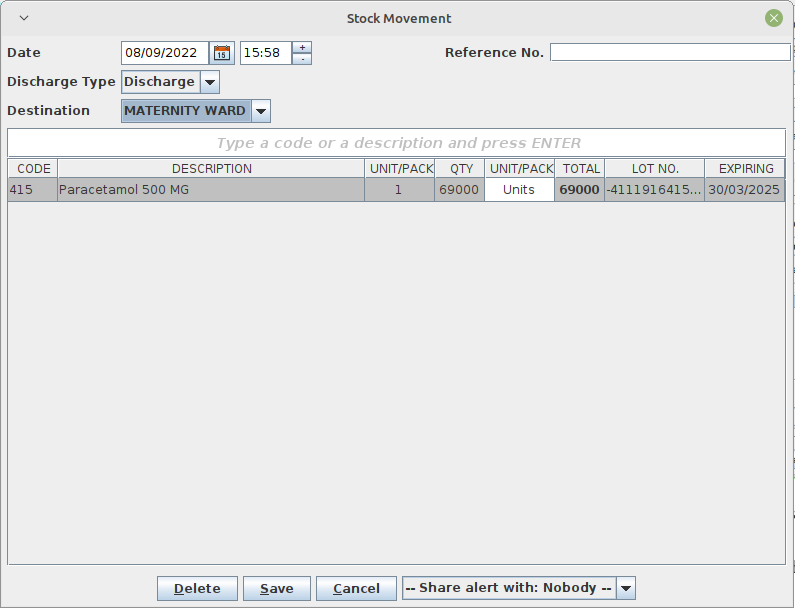 Stock Movement
Date 08/09/2022 15 15:58 + - Reference No.
Discharge Type Discharge
Destination MATERNITY WARD
Type a code or a description and press ENTER
CODE DESCRIPTION UNIT/PACK QTY UNIT/PACK TOTAL LOT NO. EXPIRING
415 Paracetamol 500 MG 1 69000 Units 69000 -4111916415... 30/03/2025
Delete Save Cancel -- Share alert with: Nobody --